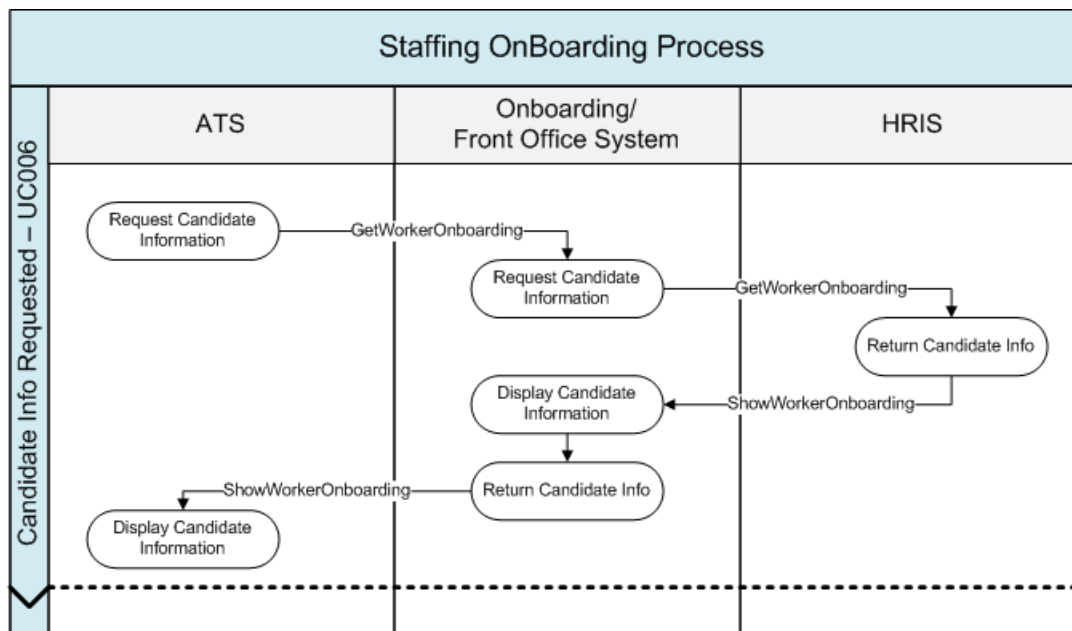 Staffing OnBoarding Process
Candidate Info Requested – UC006
ATS
Onboarding/
Front Office System
HRIS
Request Candidate
Information
GetWorkerOnboarding
Request Candidate
Information
GetWorkerOnboarding
Return Candidate Info
Display Candidate
Information
ShowWorkerOnboarding
Return Candidate Info
ShowWorkerOnboarding
Display Candidate
Information